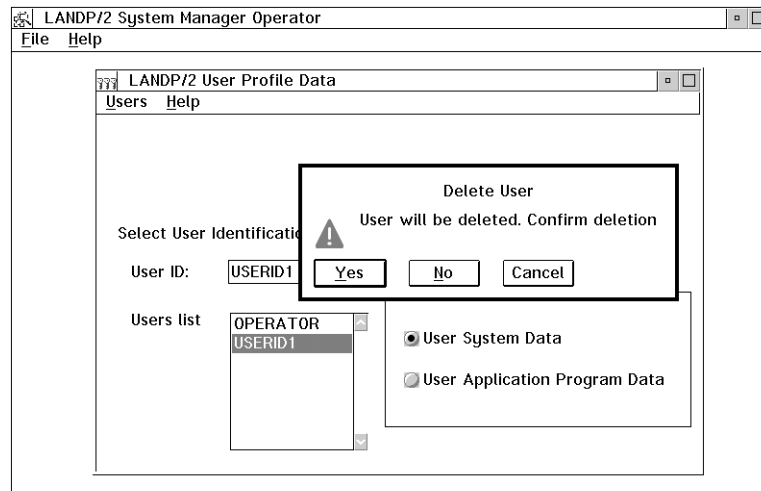 LANDP/2 System Manager Operator
File Help
LANDP/2 User Profile Data
Users Help
Delete User
User will be deleted. Confirm deletion
Select User Identificatio
User ID: USERID1
Yes No Cancel
Users list
OPERATOR
USERID1
User System Data
User Application Program Data